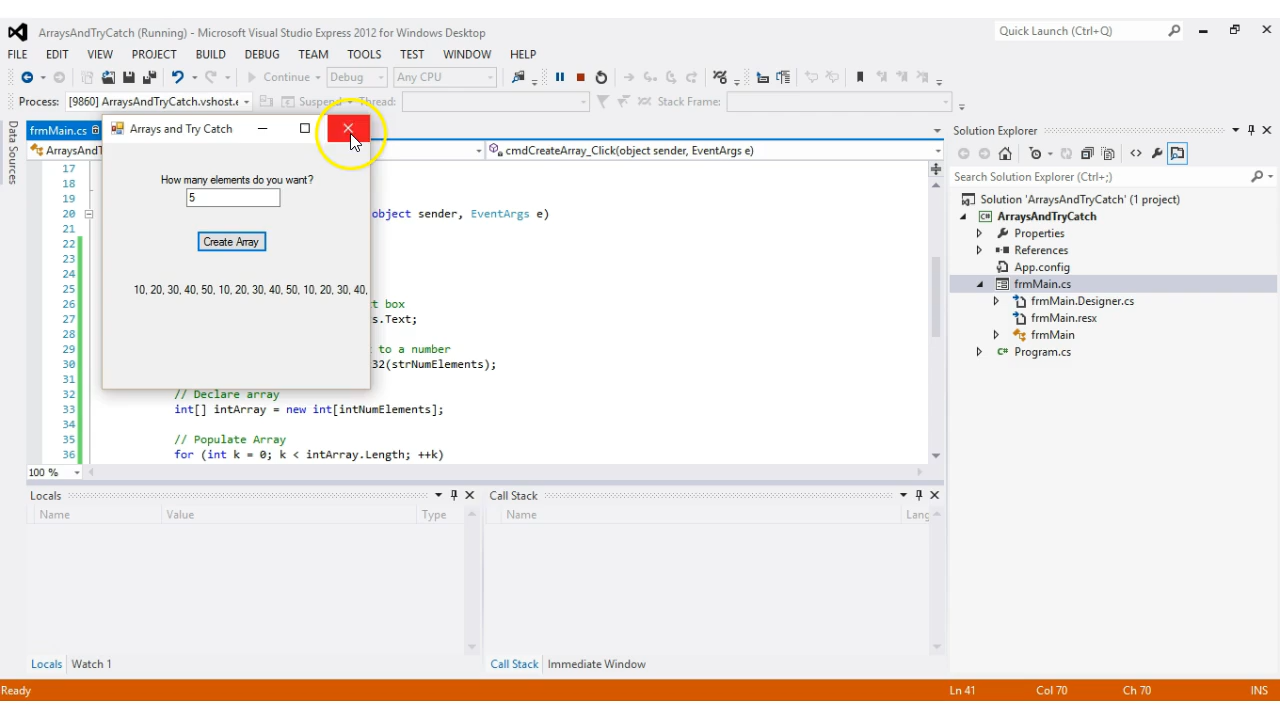 ArraysAndTryCatch (Running) - Microsoft Visual Studio Express 2012 for Windows Desktop
Quick Launch (Ctrl+Q)
FILE EDIT VIEW PROJECT BUILD DEBUG TEAM TOOLS TEST WINDOW HELP
Continue Debug Any CPU
Process: [9860] ArraysAndTryCatch.vshost.e Suspend Thread: Stack Frame:
Data Sources
frmMain.cs
Arrays and Try Catch
ArraysAndT
cmdCreateArray_Click(object sender, EventArgs e)
How many elements do you want?
5
Create Array
10, 20, 30, 40, 50, 10, 20, 30, 40, 50, 10, 20, 30, 40,
17
18
19
20 object sender, EventArgs e)
21
22
23
24
25
26 t box
27 s.Text;
28
29 to a number
30 32(strNumElements);
31
32 // Declare array
33 int[] intArray = new int[intNumElements];
34
35 // Populate Array
36 for (int k = 0; k < intArray.Length; ++k)
100 %
Solution Explorer
Search Solution Explorer (Ctrl+;)
Solution 'ArraysAndTryCatch' (1 project)
ArraysAndTryCatch
Properties
References
App.config
frmMain.cs
frmMain.Designer.cs
frmMain.resx
frmMain
Program.cs
Locals
Name Value Type
Call Stack
Name Lang
Locals Watch 1
Call Stack Immediate Window
Ready Ln 41 Col 70 Ch 70 INS